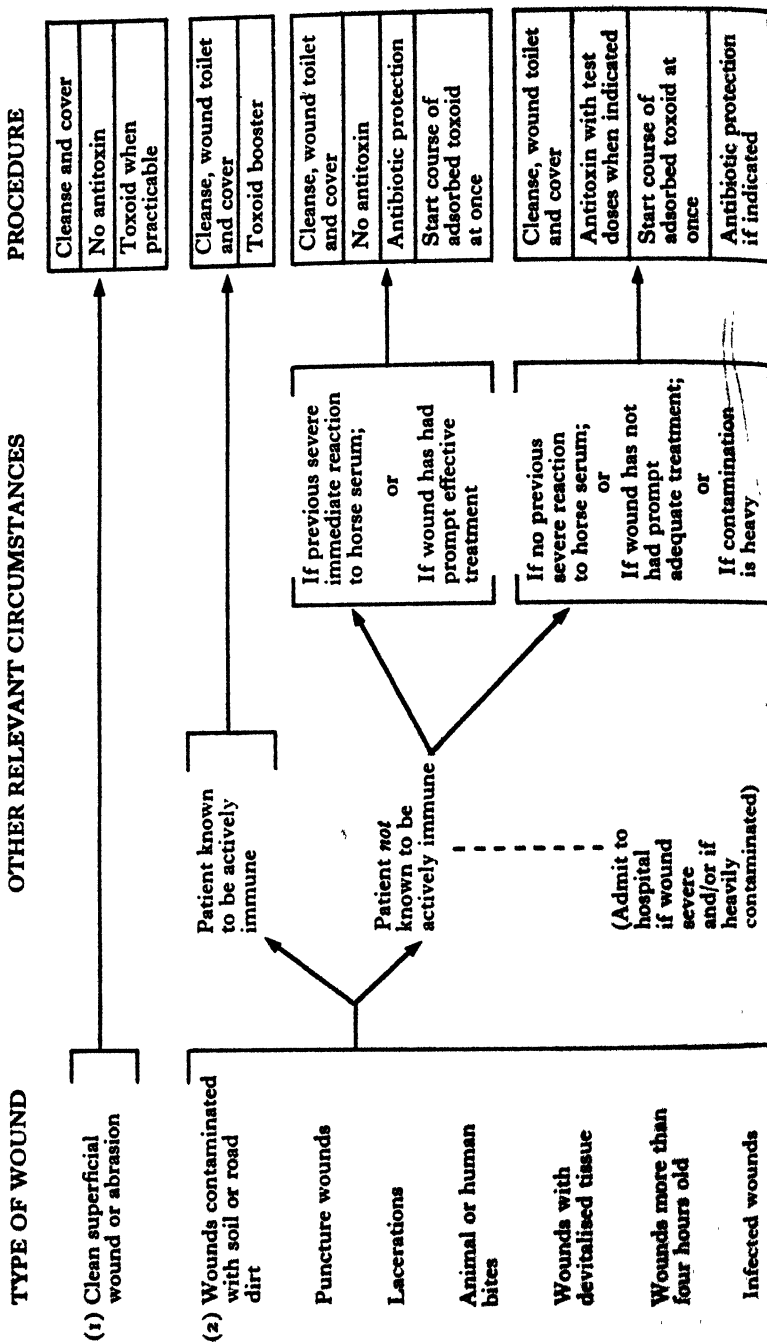 TYPE OF WOUND
OTHER RELEVANT CIRCUMSTANCES
PROCEDURE
(1) Clean superficial
wound or abrasion
Cleanse and cover
No antitoxin
Toxoid when
practicable
(2) Wounds contaminated
with soil or road
dirt
Puncture wounds
Lacerations
Animal or human
bites
Wounds with
devitalised tissue
Wounds more than
four hours old
Infected wounds
Patient known
to be actively
immune
Cleanse, wound toilet
and cover
Toxoid booster
Patient not
known to be
actively immune
(Admit to
hospital
if wound
severe
and/or if
heavily
contaminated)
If previous severe
immediate reaction
to horse serum;
or
If wound has had
prompt effective
treatment
Cleanse, wound toilet
and cover
No antitoxin
Antibiotic protection
Start course of
adsorbed toxoid
at once
If no previous
severe reaction
to horse serum;
or
If wound has not
had prompt
adequate treatment;
or
If contamination
is heavy
Cleanse, wound toilet
and cover
Antitoxin with test
doses when indicated
Start course of
adsorbed toxoid at
once
Antibiotic protection
if indicated